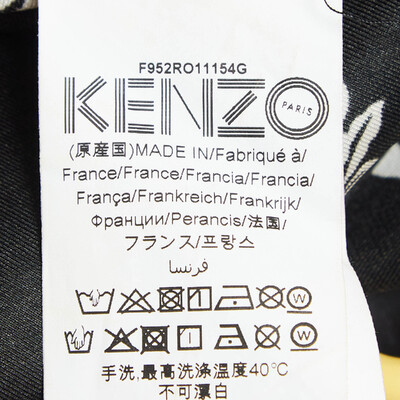 F952RO11154G
KENZO
PARIS
(原産国)MADE IN/Fabriqué à/
France/France/Francia/Francia/
França/Frankreich/Frankrijk/
Франции/Perancis/法国/
フランス/프랑스/
فرنسا
W
W
手洗,最高洗涤温度40℃
不可漂白